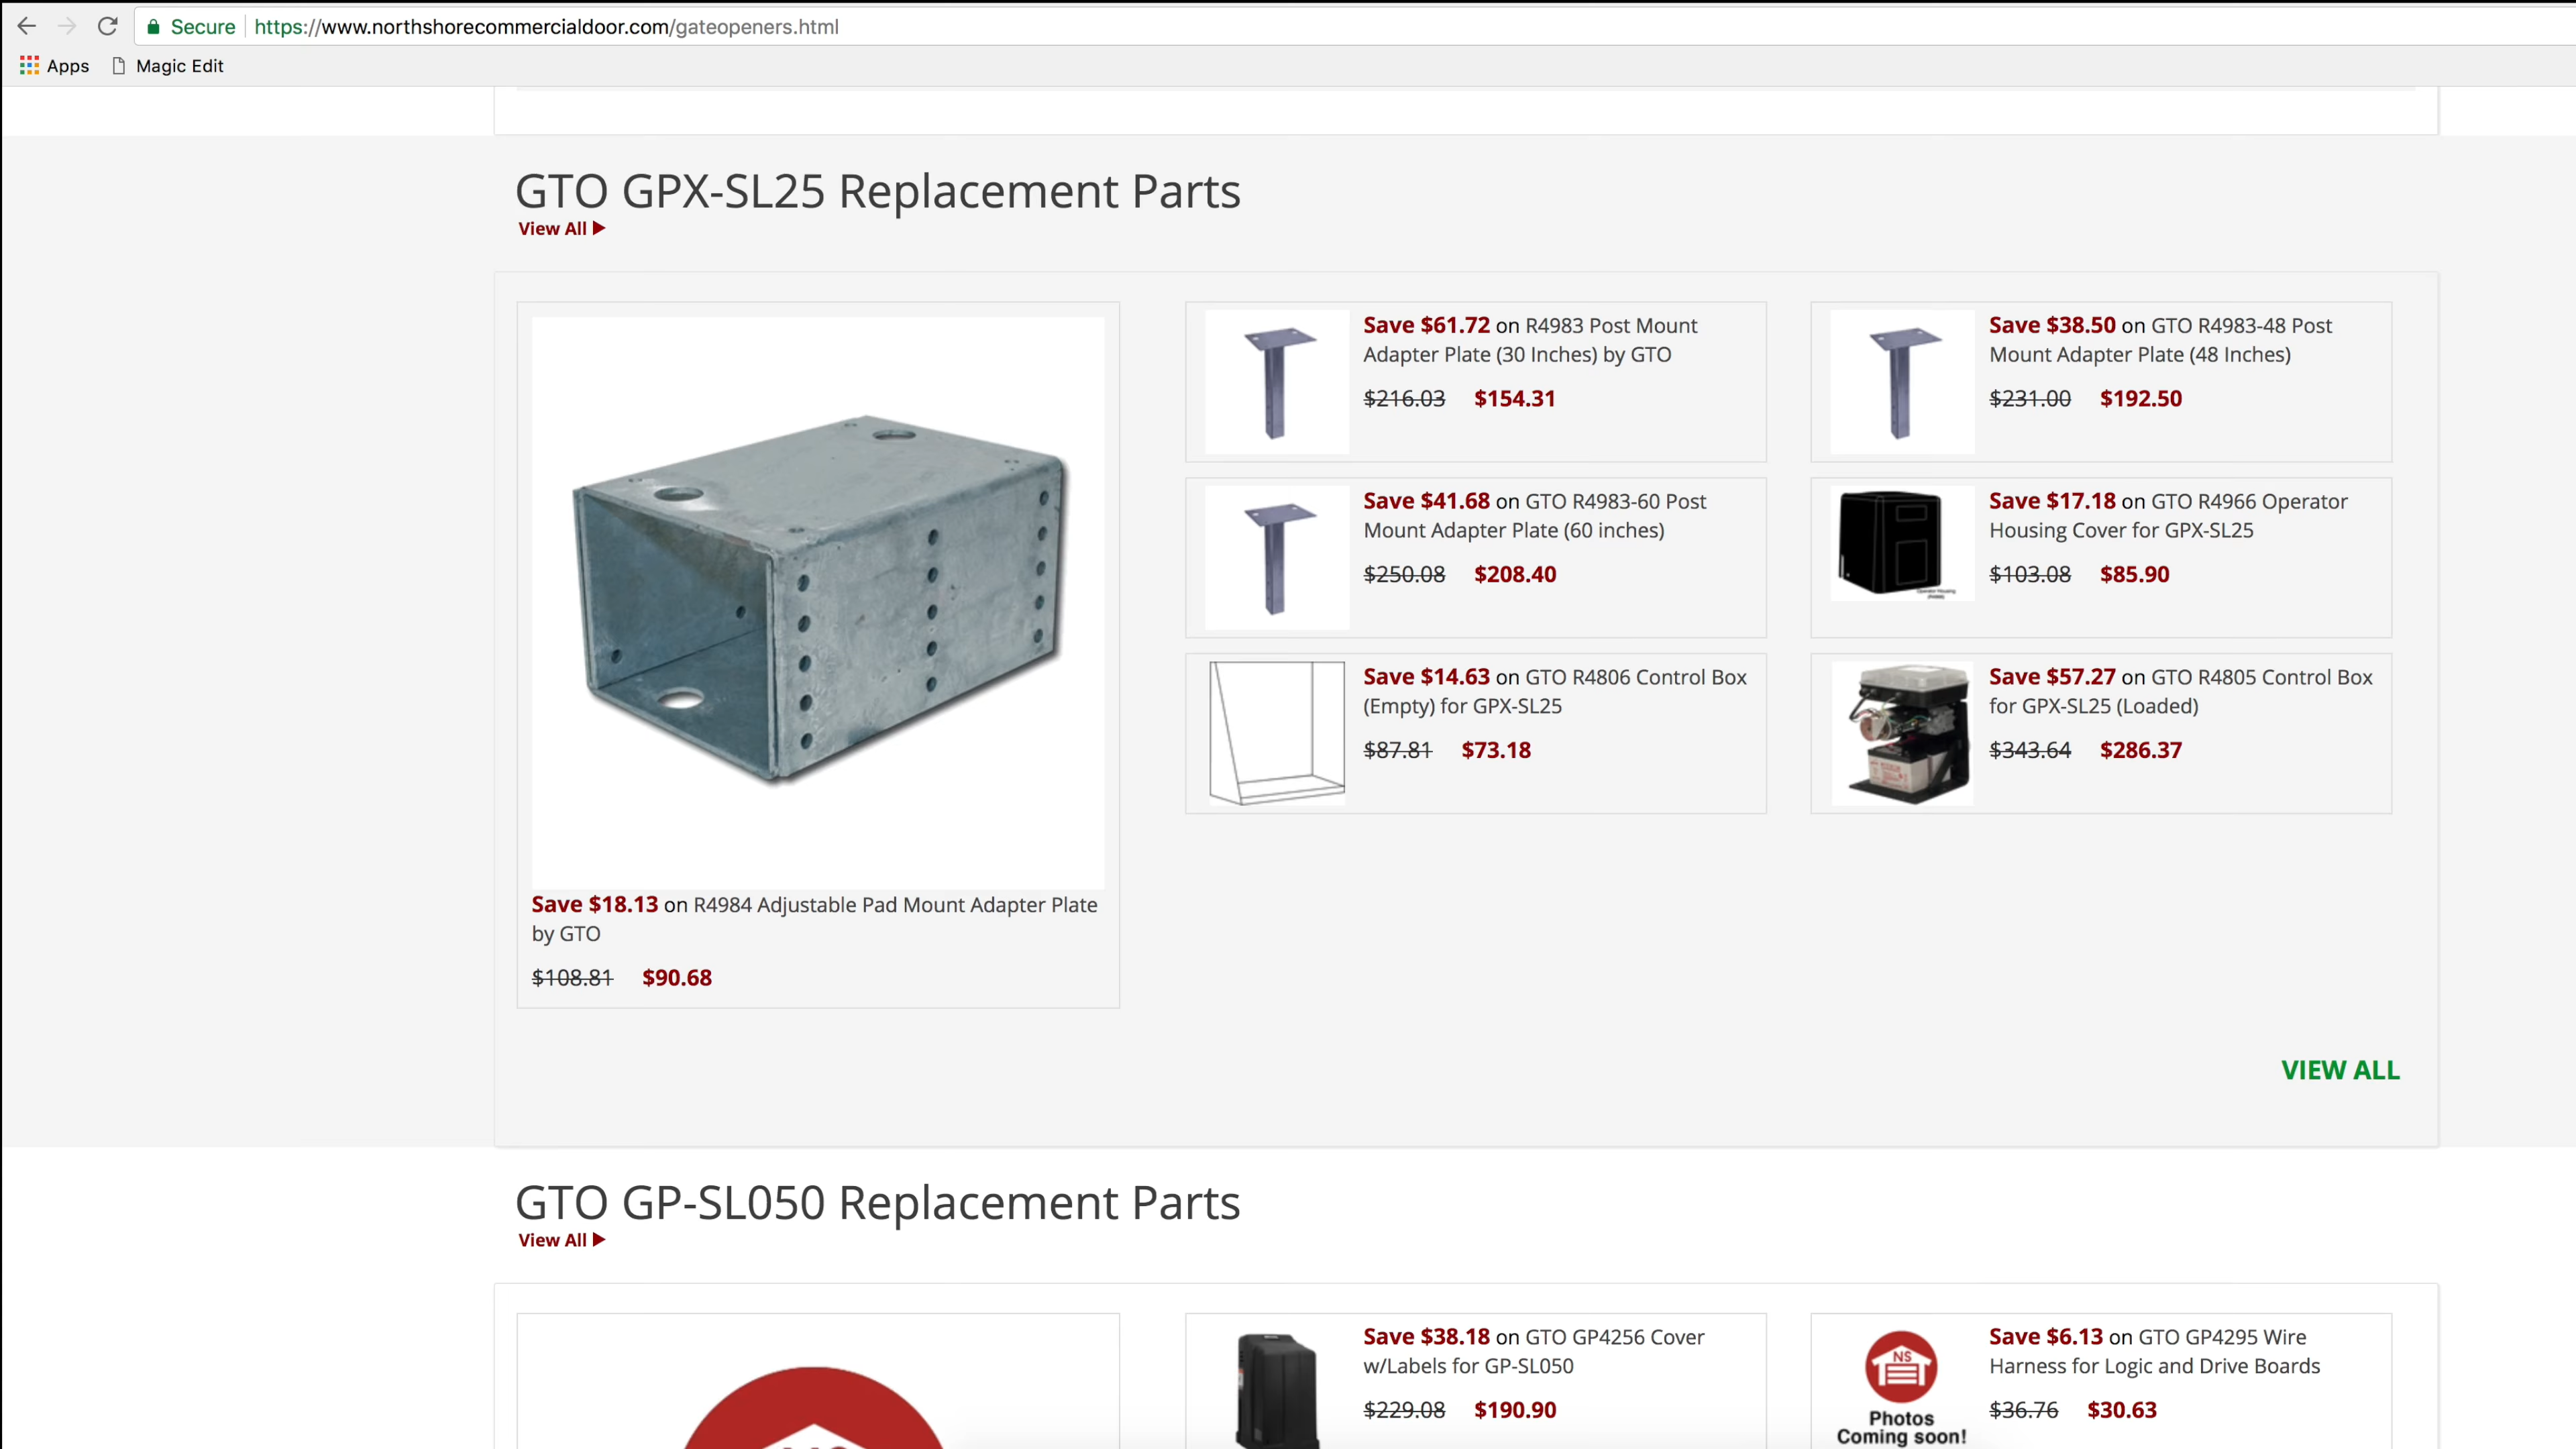 Secure https://www.northshorecommercialdoor.com/gateopeners.html
Apps Magic Edit
GTO GPX-SL25 Replacement Parts
View All
Save $18.13 on R4984 Adjustable Pad Mount Adapter Plate
by GTO
$108.81 $90.68
Save $61.72 on R4983 Post Mount
Adapter Plate (30 Inches) by GTO
$216.03 $154.31
Save $38.50 on GTO R4983-48 Post
Mount Adapter Plate (48 Inches)
$231.00 $192.50
Save $41.68 on GTO R4983-60 Post
Mount Adapter Plate (60 inches)
$250.08 $208.40
Save $17.18 on GTO R4966 Operator
Housing Cover for GPX-SL25
$103.08 $85.90
Save $14.63 on GTO R4806 Control Box
(Empty) for GPX-SL25
$87.81 $73.18
Save $57.27 on GTO R4805 Control Box
for GPX-SL25 (Loaded)
$343.64 $286.37
VIEW ALL
GTO GP-SL050 Replacement Parts
View All
Save $38.18 on GTO GP4256 Cover
w/Labels for GP-SL050
$229.08 $190.90
NS
Photos
Coming soon!
Save $6.13 on GTO GP4295 Wire
Harness for Logic and Drive Boards
$36.76 $30.63